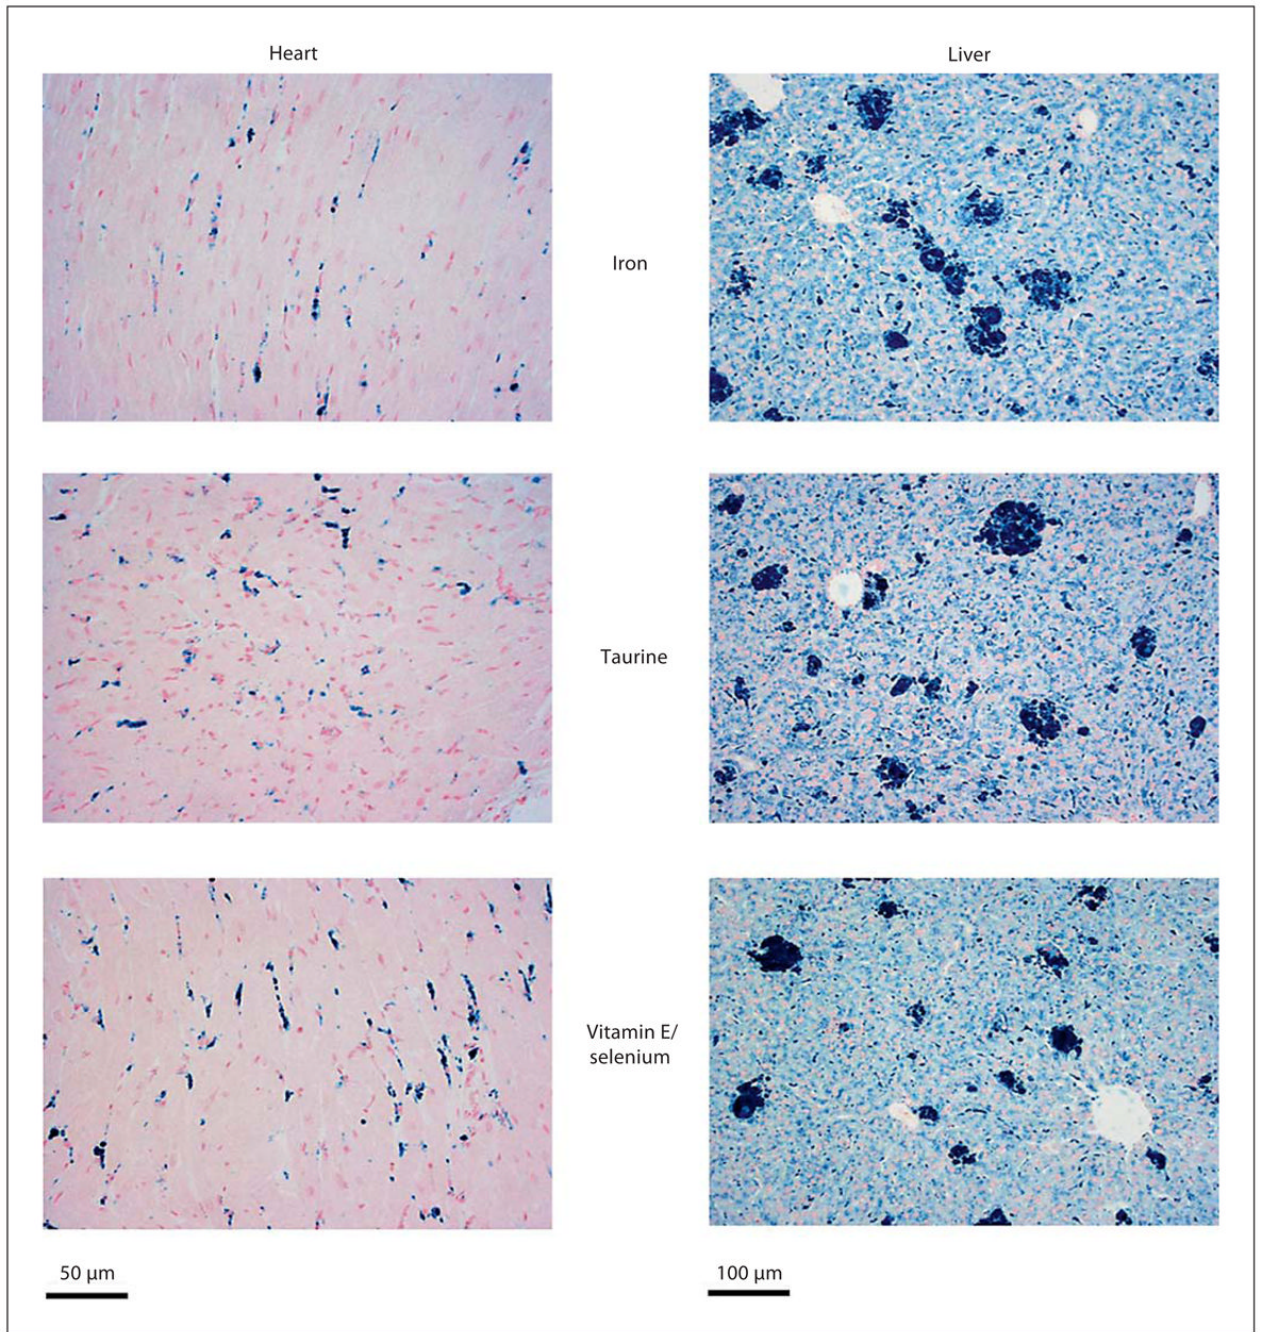 Heart
Liver
Iron
Taurine
Vitamin E/
selenium
50 µm
100 µm